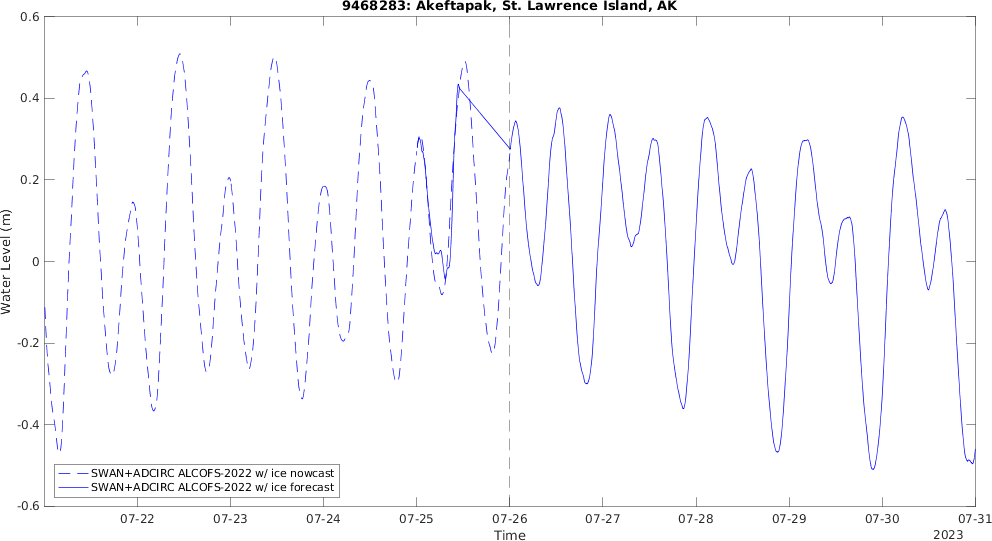 9468283: Akeftapak, St. Lawrence Island, AK
0.6
0.4
0.2
0
-0.2
-0.4
-0.6
Water Level (m)
SWAN+ADCIRC ALCOFS-2022 w/ ice nowcast
SWAN+ADCIRC ALCOFS-2022 w/ ice forecast
07-22 07-23 07-24 07-25 07-26 07-27 07-28 07-29 07-30 07-31
Time 2023